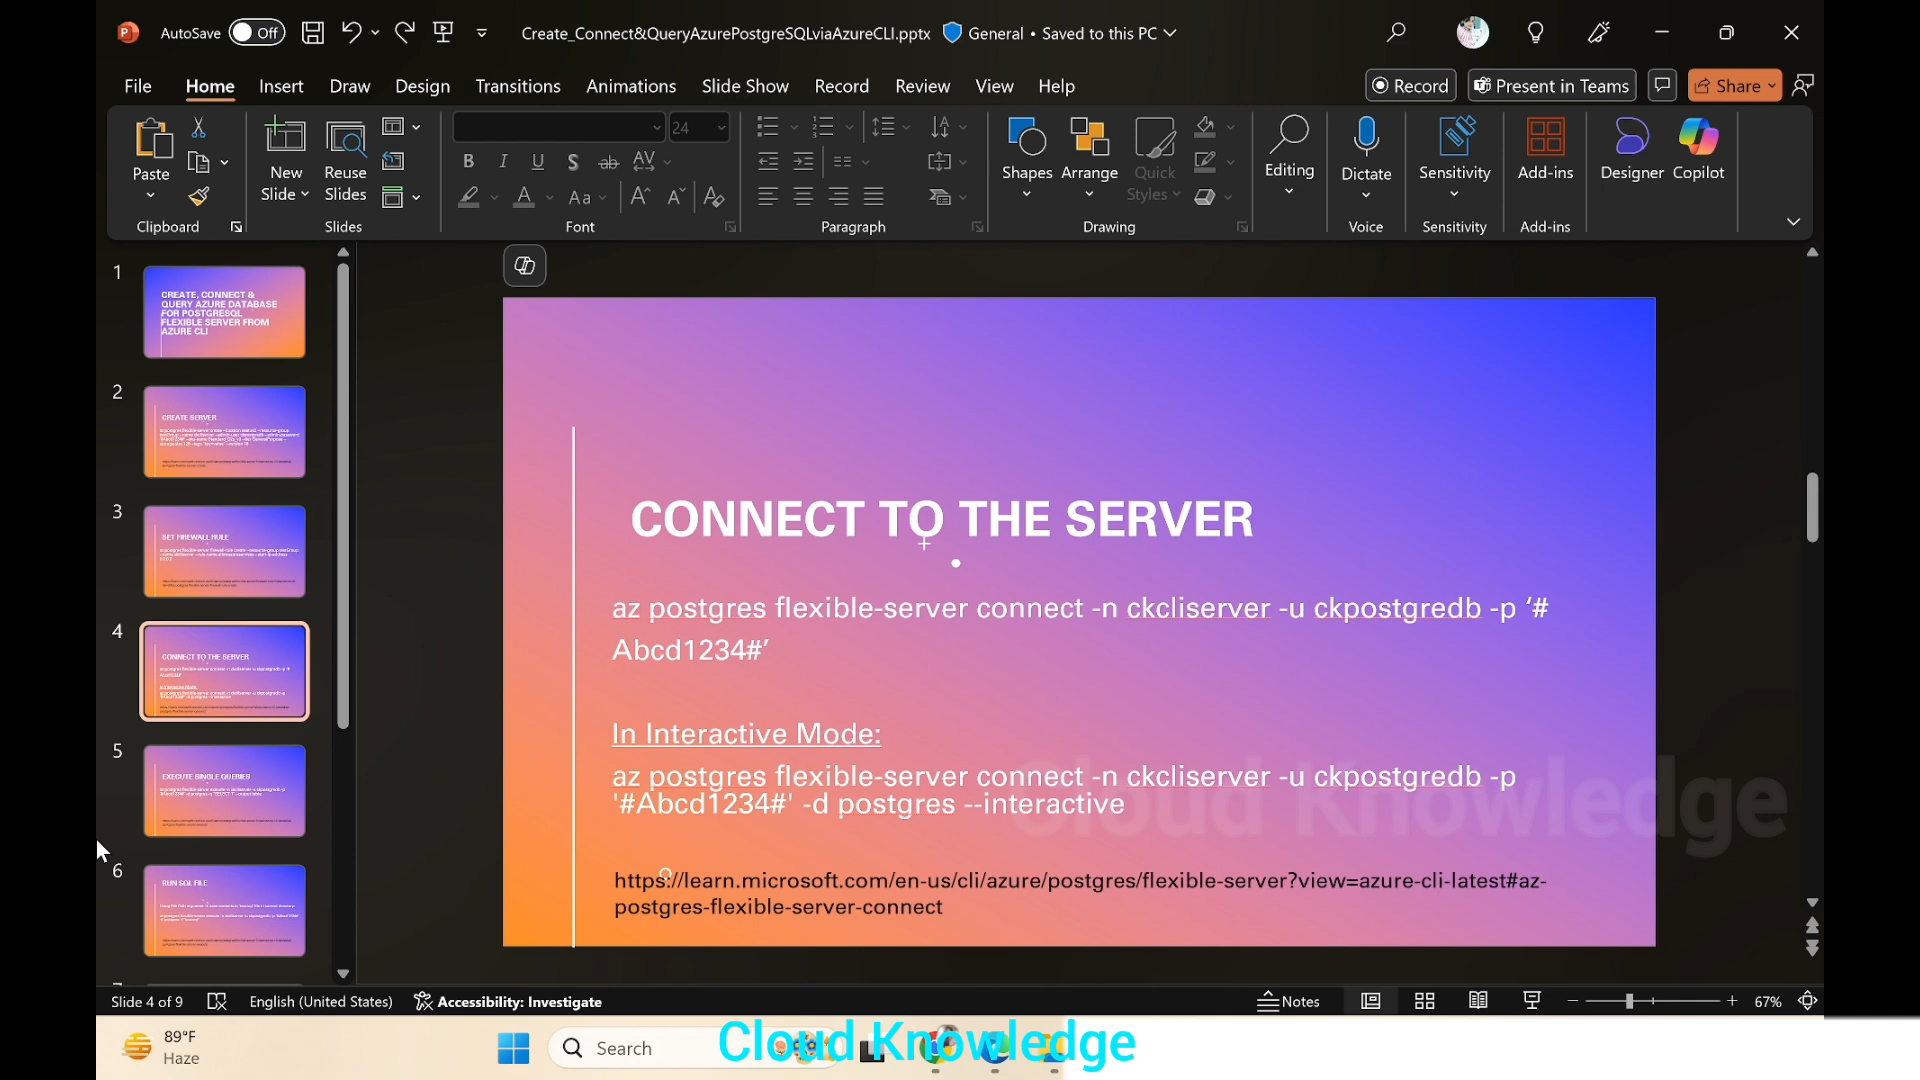 AutoSave Off Create_Connect&QueryAzurePostgreSQLviaAzureCLI.pptx General • Saved to this PC
File Home Insert Draw Design Transitions Animations Slide Show Record Review View Help Record Present in Teams Share
24
Paste New Slide Reuse Slides Shapes Arrange Quick Styles Editing Dictate Sensitivity Add-ins Designer Copilot
Clipboard Slides Font Paragraph Drawing Voice Sensitivity Add-ins
1
CREATE, CONNECT &
QUERY AZURE DATABASE
FOR POSTGRESQL
FLEXIBLE SERVER FROM
AZURE CLI
2
CREATE SERVER
3
SET FIREWALL RULE
4
CONNECT TO THE SERVER
5
EXECUTE SINGLE QUERIES
6
RUN SQL FILE
CONNECT TO THE SERVER
az postgres flexible-server connect -n ckcliserver -u ckpostgredb -p ‘#
Abcd1234#’
In Interactive Mode:
az postgres flexible-server connect -n ckcliserver -u ckpostgredb -p
'#Abcd1234#' -d postgres --interactive
Cloud Knowledge
https://learn.microsoft.com/en-us/cli/azure/postgres/flexible-server?view=azure-cli-latest#az-
postgres-flexible-server-connect
Slide 4 of 9 English (United States) Accessibility: Investigate Notes 67%
89°F
Haze
Search
Cloud Knowledge